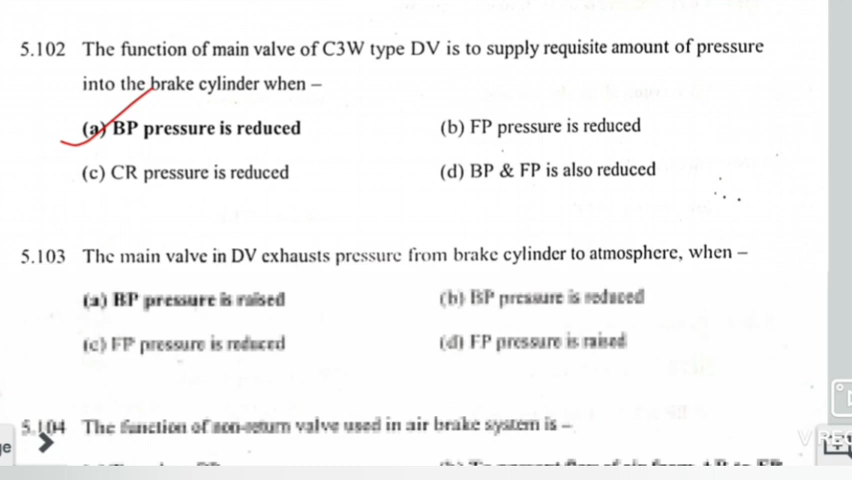 5.102 The function of main valve of C3W type DV is to supply requisite amount of pressure
into the brake cylinder when –
(a) BP pressure is reduced (b) FP pressure is reduced
(c) CR pressure is reduced (d) BP & FP is also reduced
5.103 The main valve in DV exhausts pressure from brake cylinder to atmosphere, when –
(a) BP pressure is raised (b) BP pressure is reduced
(c) FP pressure is reduced (d) FP pressure is raised
5.104 The function of non-return valve used in air brake system is –